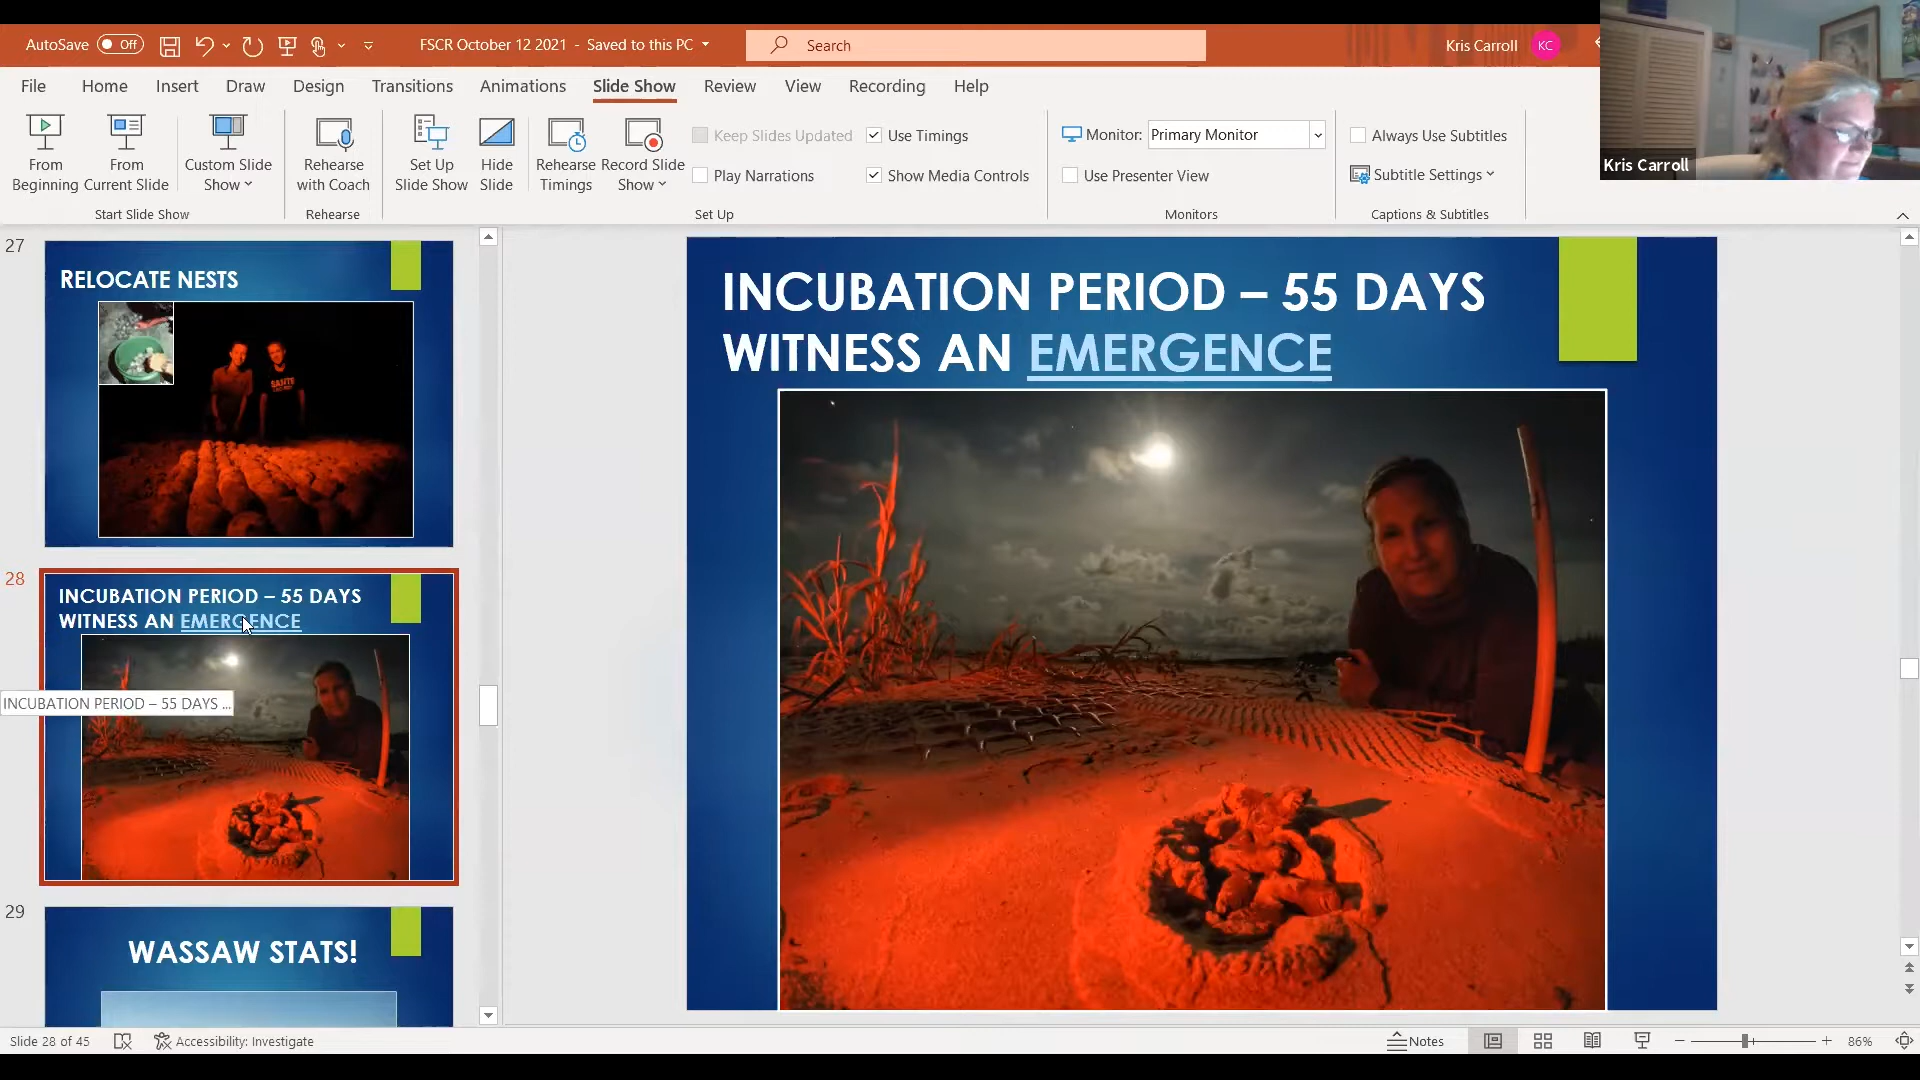 AutoSave Off
FSCR October 12 2021 - Saved to this PC
Search
Kris Carroll KC
File Home Insert Draw Design Transitions Animations Slide Show Review View Recording Help
From Beginning
From Current Slide
Custom Slide Show
Rehearse with Coach
Set Up Slide Show
Hide Slide
Rehearse Timings
Record Slide Show
Keep Slides Updated
Play Narrations
Use Timings
Show Media Controls
Monitor: Primary Monitor
Use Presenter View
Always Use Subtitles
Subtitle Settings
Kris Carroll
Start Slide Show
Rehearse
Set Up
Monitors
Captions & Subtitles
27
RELOCATE NESTS
SANTE
28
INCUBATION PERIOD – 55 DAYS
WITNESS AN EMERGENCE
INCUBATION PERIOD – 55 DAYS ...
29
WASSAW STATS!
INCUBATION PERIOD – 55 DAYS
WITNESS AN EMERGENCE
Slide 28 of 45
Accessibility: Investigate
Notes
86%